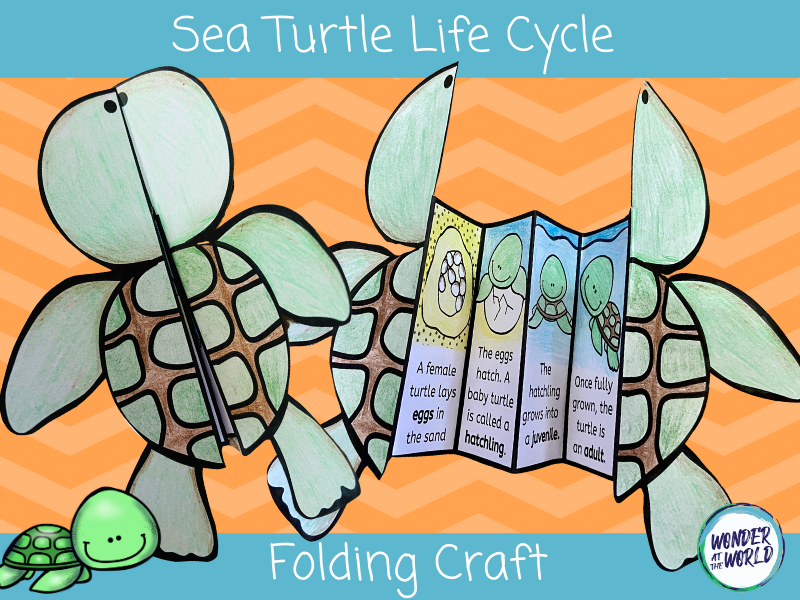 Sea Turtle Life Cycle
A female
turtle lays
eggs in
the sand
The eggs
hatch. A
baby turtle
is called a
hatchling.
The
hatchling
grows into
a juvenile.
Once fully
grown, the
turtle is
an adult.
Folding Craft
WONDER
AT THE
WORLD